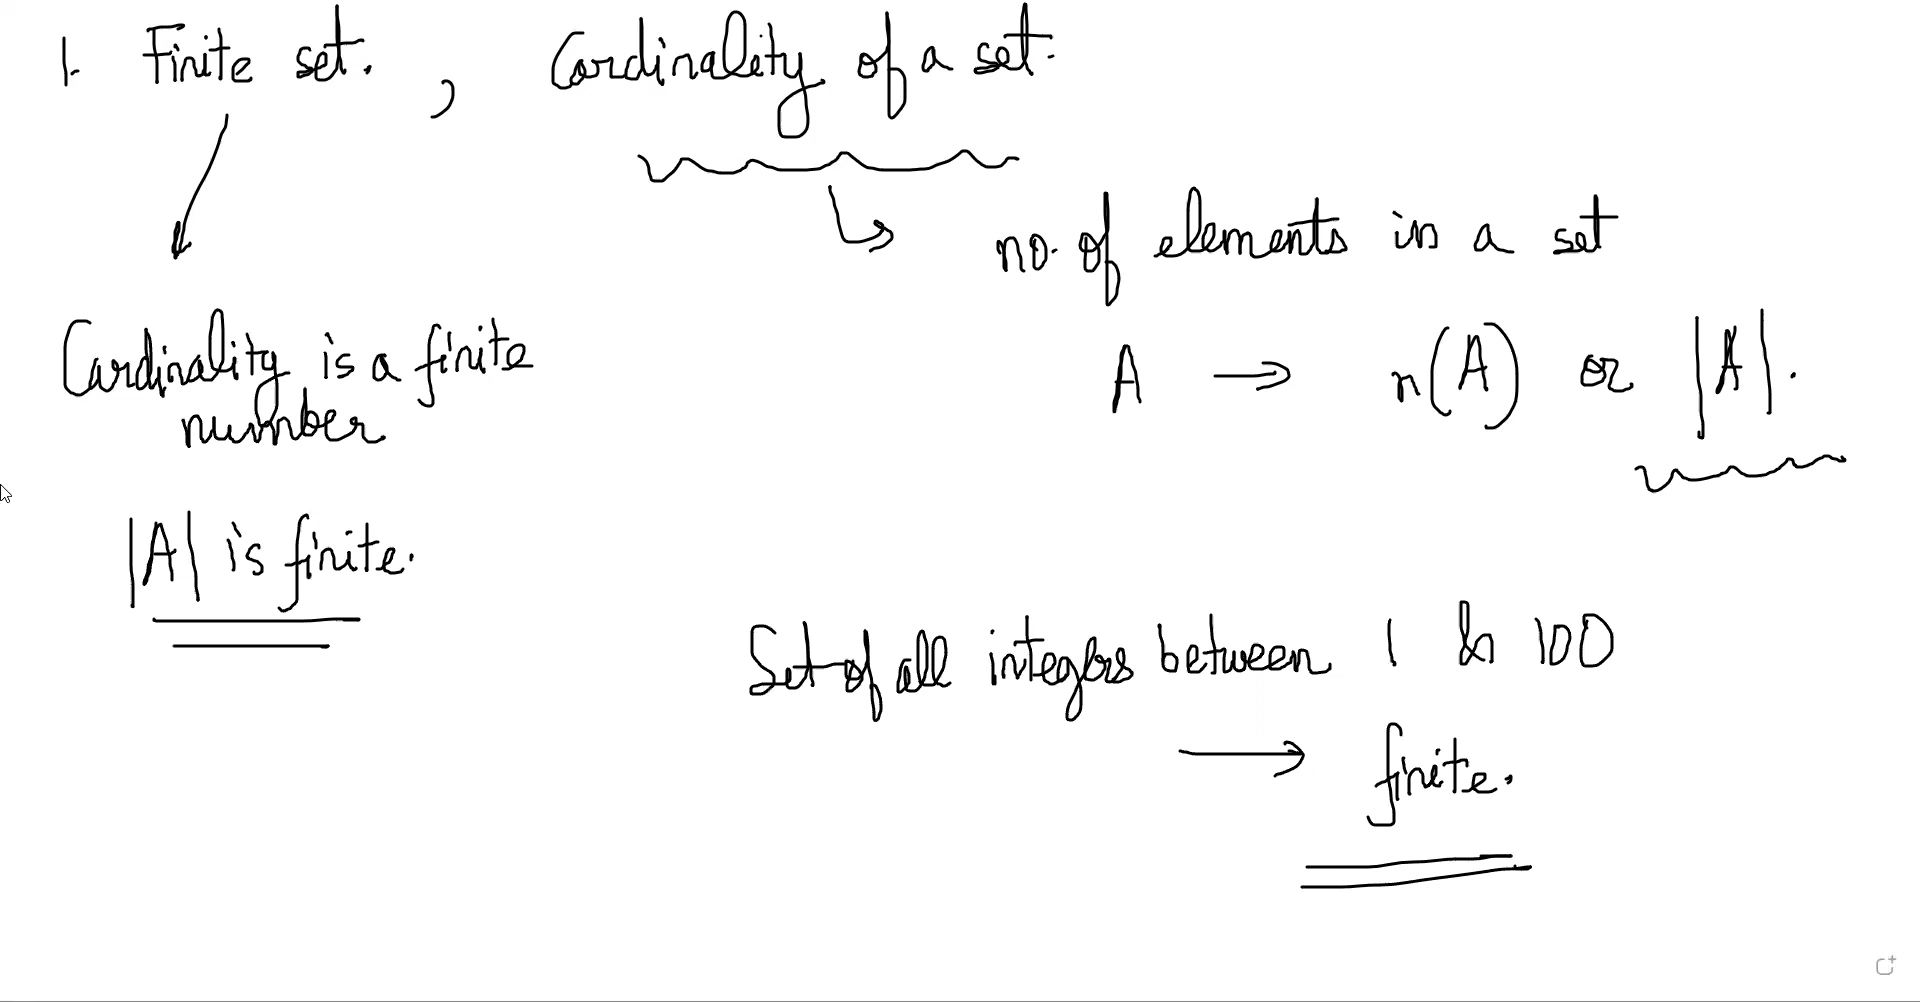 1. Finite set. , Cardinality of a set.
no. of elements in a set
A → n(A) or |A|.
Cardinality is a finite
number
|A| is finite.
Set of all integers between 1 & 100
→ finite.